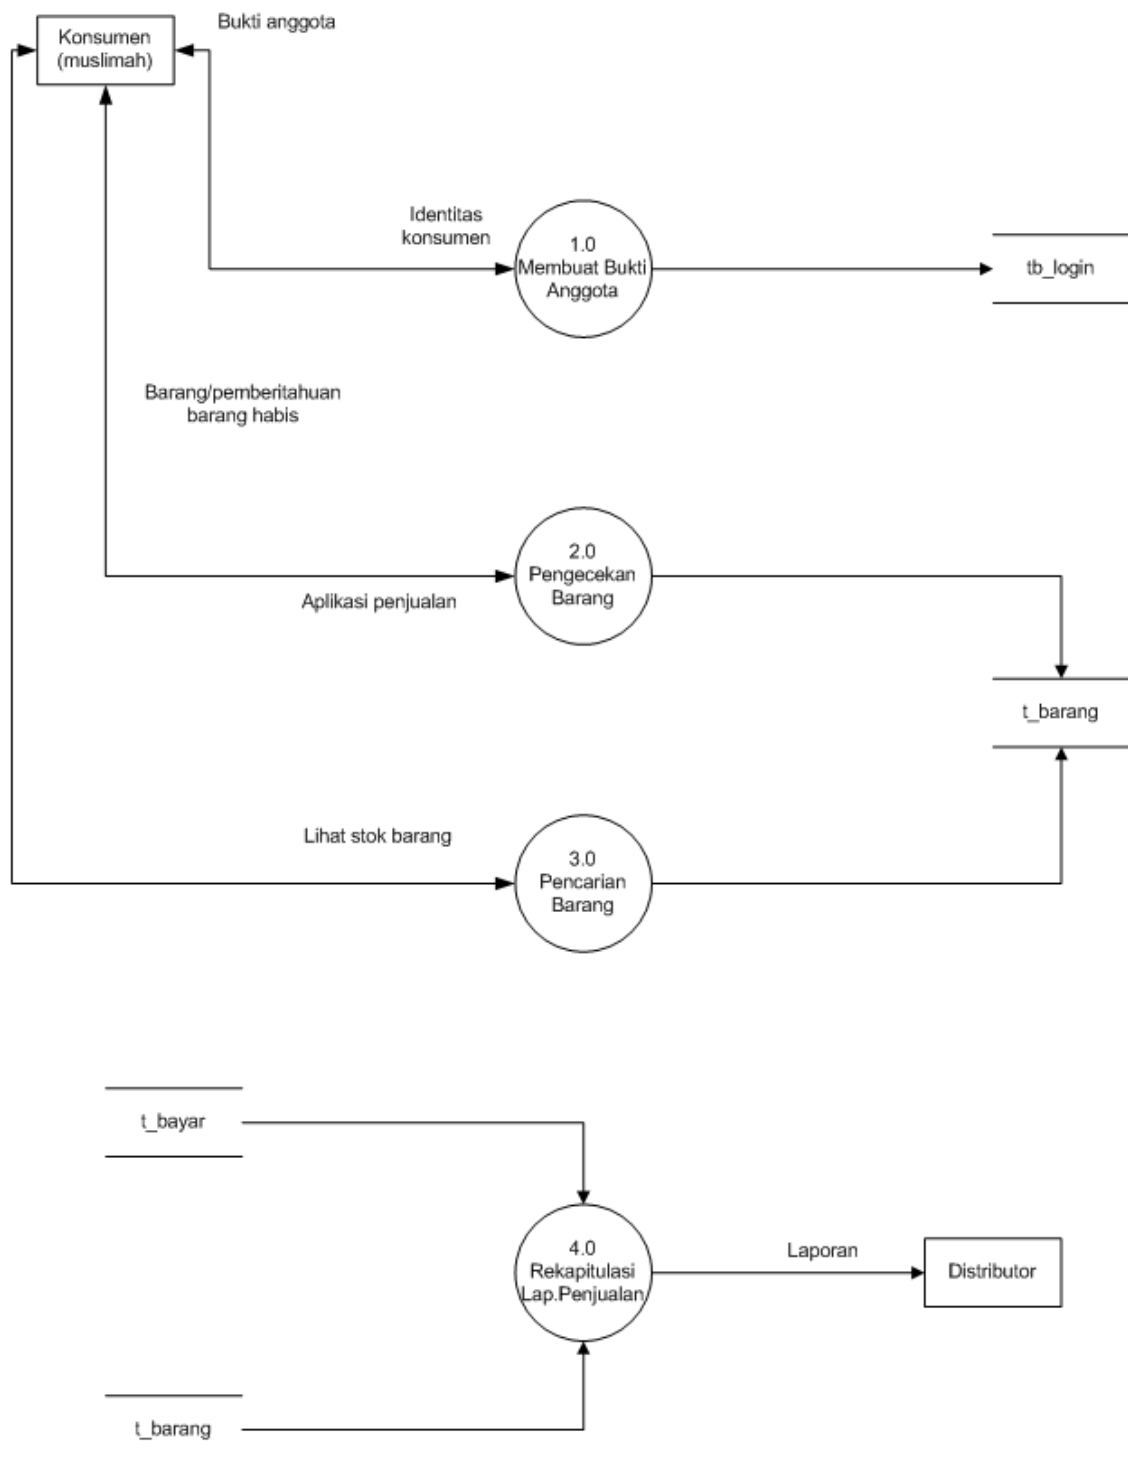 Bukti anggota
Konsumen
(muslimah)
Identitas
konsumen
1.0
Membuat Bukti
Anggota
tb_login
Barang/pemberitahuan
barang habis
2.0
Pengecekan
Barang
Aplikasi penjualan
t_barang
Lihat stok barang
3.0
Pencarian
Barang
t_bayar
4.0
Rekapitulasi
Lap.Penjualan
Laporan
Distributor
t_barang